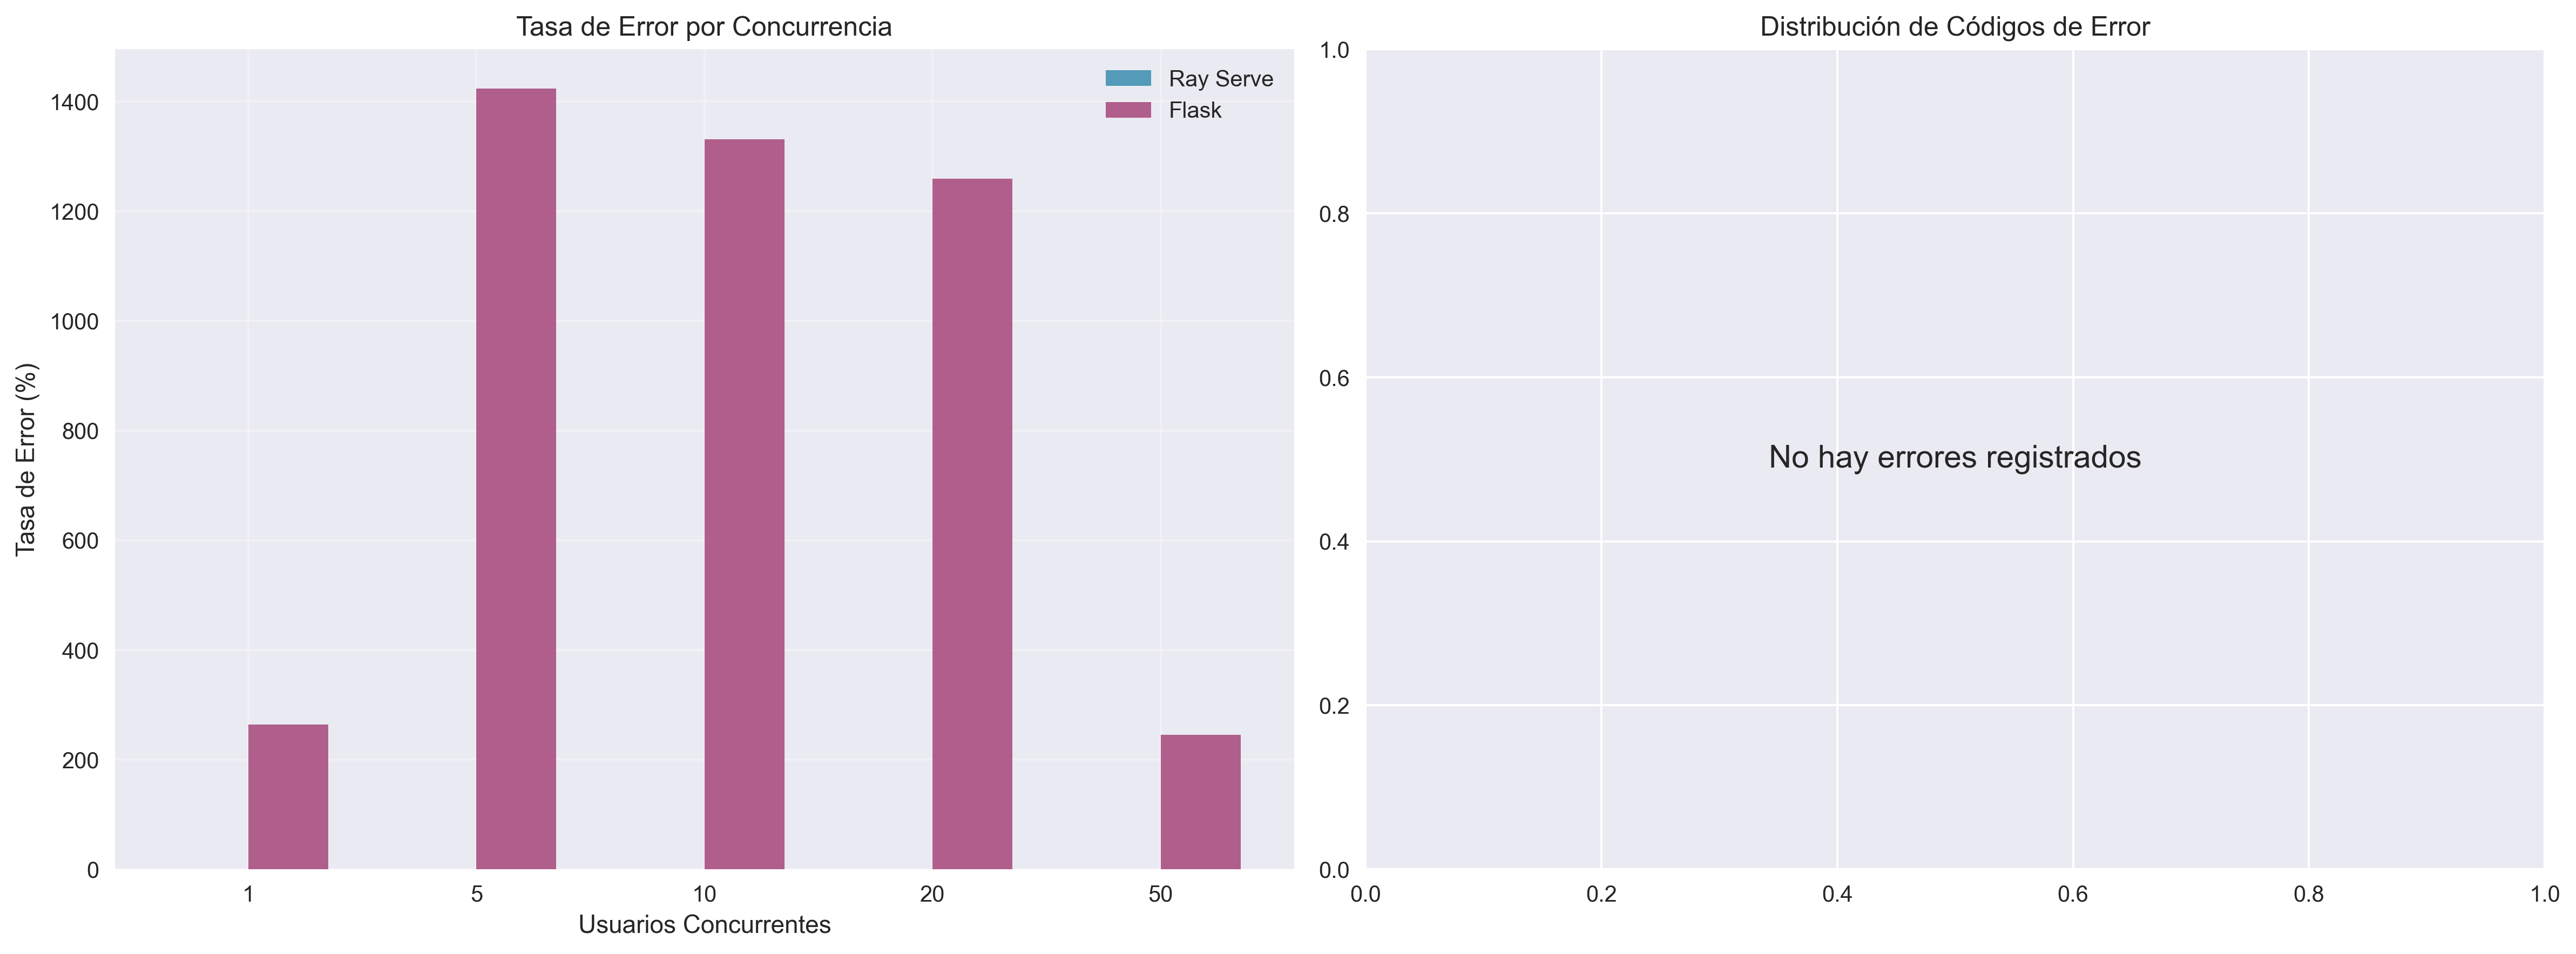 Tasa de Error por Concurrencia
Ray Serve
Flask
1400
1200
1000
800
600
400
200
0
Tasa de Error (%)
1 5 10 20 50
Usuarios Concurrentes
Distribución de Códigos de Error
1.0
0.8
0.6
0.4
0.2
0.0
No hay errores registrados
0.0 0.2 0.4 0.6 0.8 1.0